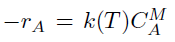 −r_A = k(T)C_A^M